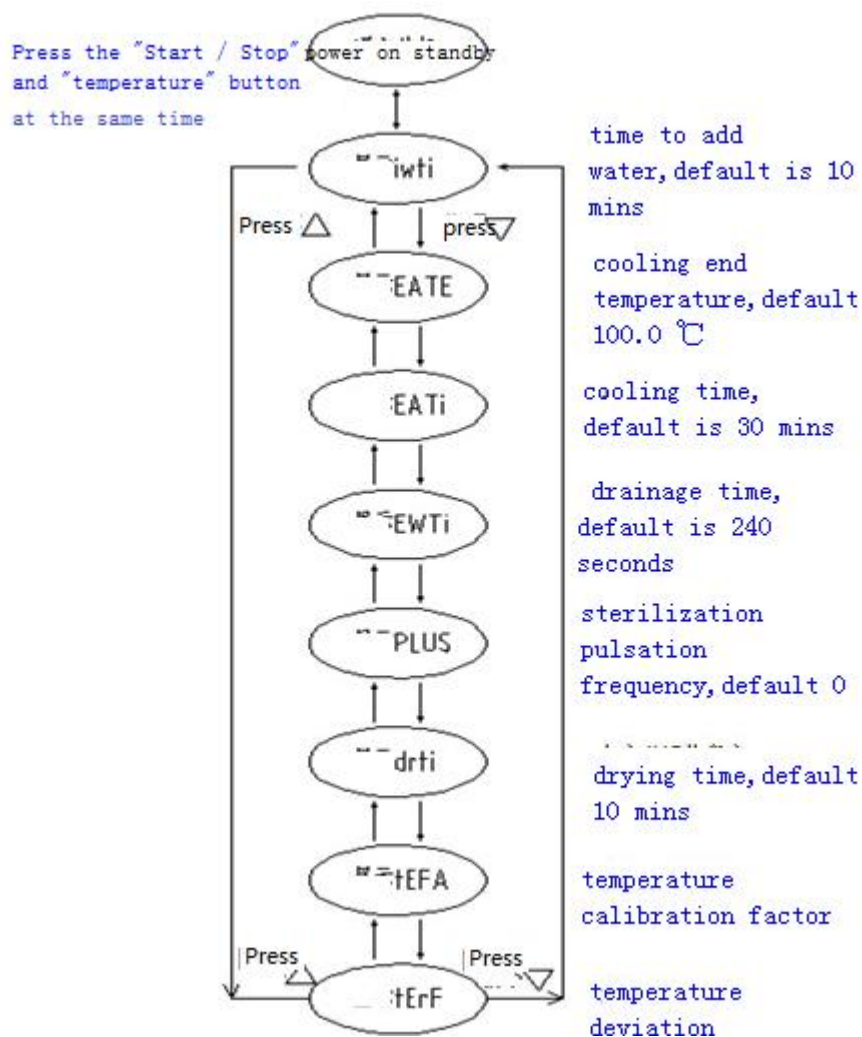 Press the "Start / Stop"
and "temperature" button
at the same time
power on standby
iwti
time to add
water, default is 10
mins
Press
press
EATE
cooling end
temperature, default
100.0 ℃
EATi
cooling time,
default is 30 mins
EWTi
drainage time,
default is 240
seconds
PLUS
sterilization
pulsation
frequency, default 0
drti
drying time, default
10 mins
tEFA
temperature
calibration factor
Press
Press
tErF
temperature
deviation